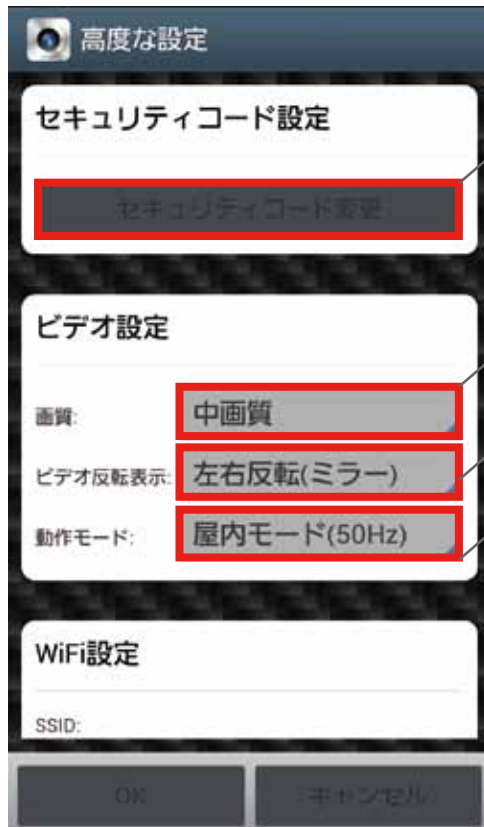 高度な設定
セキュリティコード設定
セキュリティコード変更
ビデオ設定
画質: 中画質
ビデオ反転表示: 左右反転(ミラー)
動作モード: 屋内モード(50Hz)
WiFi設定
SSID:
OK キャンセル